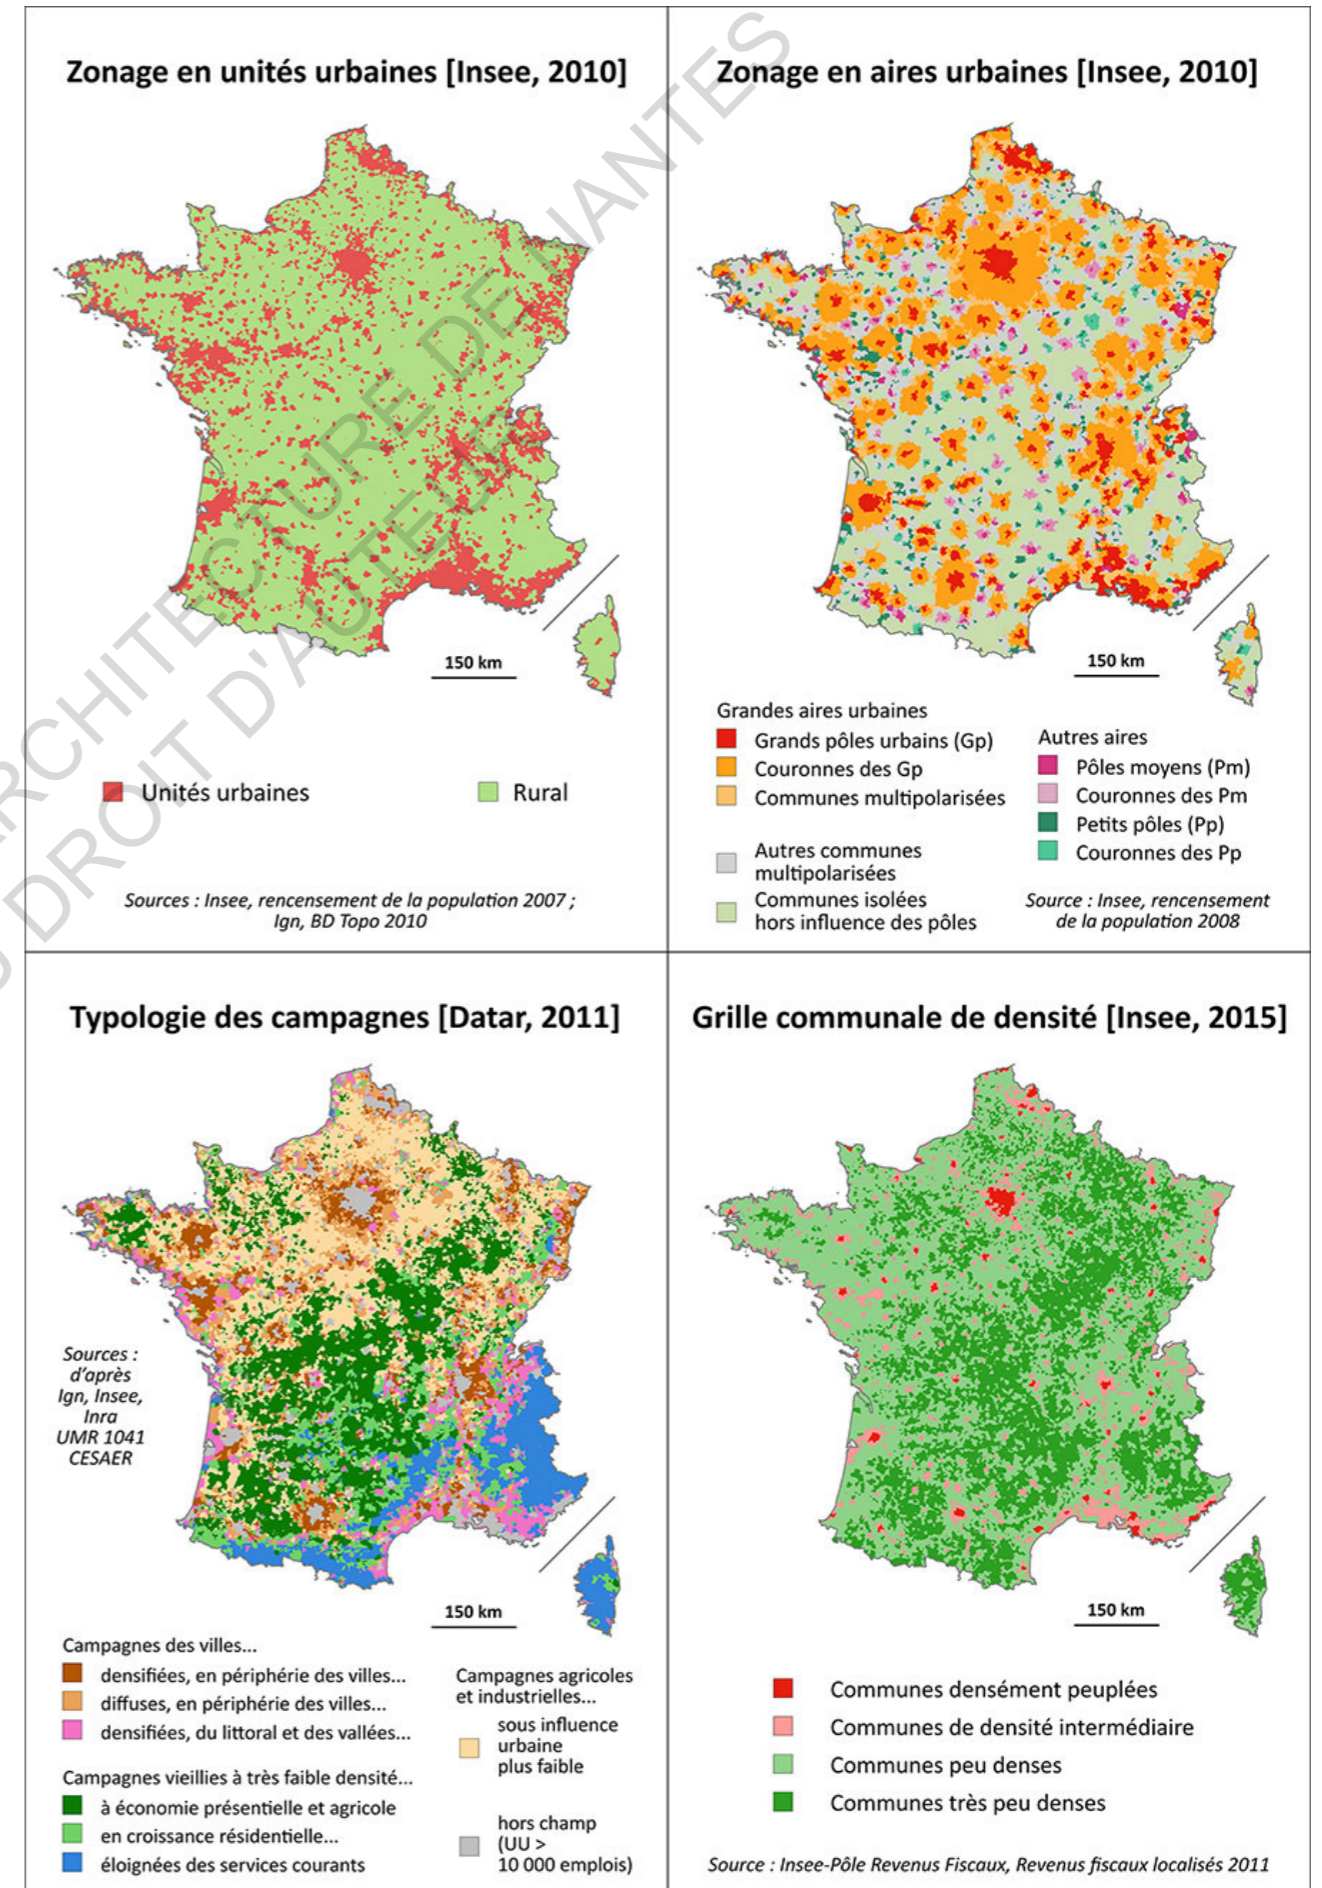 Zonage en unités urbaines [Insee, 2010]
150 km
Unités urbaines
Rural
Sources : Insee, rencensement de la population 2007 ;
Ign, BD Topo 2010
Zonage en aires urbaines [Insee, 2010]
150 km
Grandes aires urbaines
Grands pôles urbains (Gp)
Couronnes des Gp
Communes multipolarisées
Autres communes
multipolarisées
Communes isolées
hors influence des pôles
Autres aires
Pôles moyens (Pm)
Couronnes des Pm
Petits pôles (Pp)
Couronnes des Pp
Source : Insee, rencensement
de la population 2008
Typologie des campagnes [Datar, 2011]
Sources :
d'après
Ign, Insee,
Inra
UMR 1041
CESAER
150 km
Campagnes des villes...
densifiées, en périphérie des villes...
diffuses, en périphérie des villes...
densifiées, du littoral et des vallées...
Campagnes vieillies à très faible densité...
à économie présentielle et agricole
en croissance résidentielle...
éloignées des services courants
Campagnes agricoles
et industrielles...
sous influence
urbaine
plus faible
hors champ
(UU >
10 000 emplois)
Grille communale de densité [Insee, 2015]
150 km
Communes densément peuplées
Communes de densité intermédiaire
Communes peu denses
Communes très peu denses
Source : Insee-Pôle Revenus Fiscaux, Revenus fiscaux localisés 2011
ARCHITECTURE DE NANTES
DROIT D'AUTEUR